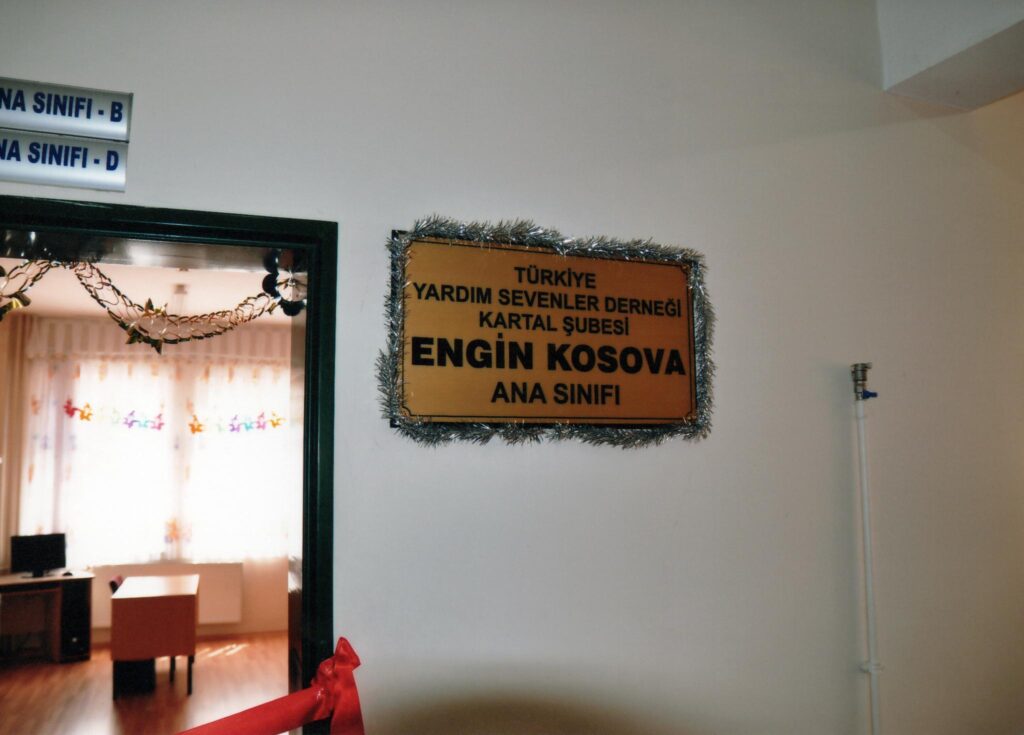 NA SINIFI - B
NA SINIFI - D
TÜRKİYE
YARDIM SEVENLER DERNEĞİ
KARTAL ŞUBESİ
ENGİN KOSOVA
ANA SINIFI